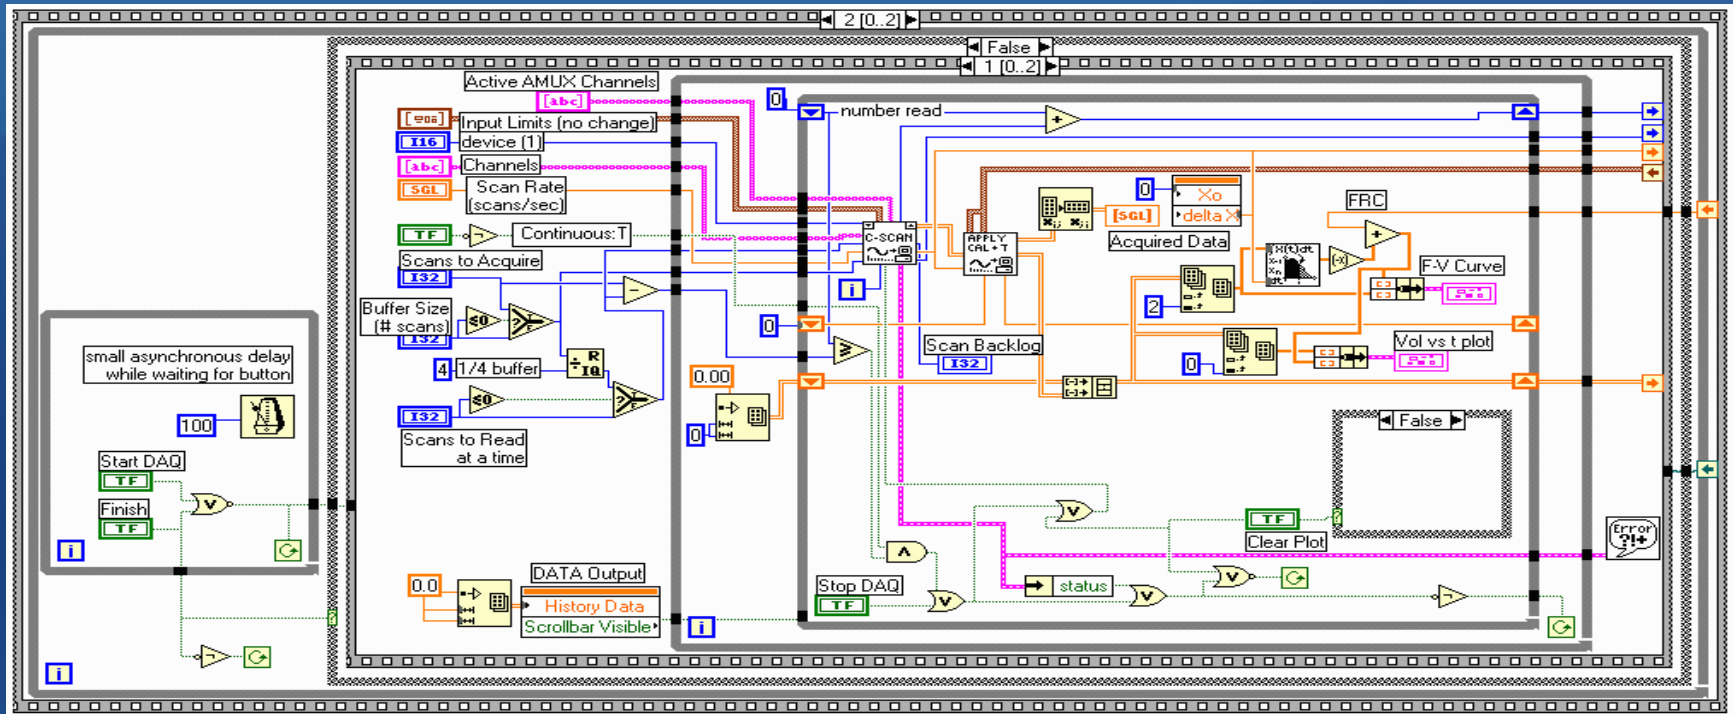 2 [0..2]
False
1 [0..2]
Active AMUX Channels
[abc]
0
number read
+
Input Limits (no change)
I16
device (1)
[abc]
Channels
SGL
Scan Rate
(scans/sec)
0
Xo
delta X
[SGL]
Acquired Data
FRC
+
TF
Continuous:T
C-SCAN
APPLY
CAL+T
Scans to Acquire
I32
i
2
F-V Curve
Buffer Size
(# scans)
≤0
I32
0
Scan Backlog
I32
0
Vol vs t plot
small asynchronous delay
while waiting for button
4
1/4 buffer
R
IQ
0.00
≤0
I32
0
100
Scans to Read
at a time
False
Start DAQ
TF
V
Finish
TF
i
V
TF
Clear Plot
Error
?!+
DATA Output
0.0
History Data
Scrollbar Visible
Stop DAQ
TF
V
status
V
V
i
i